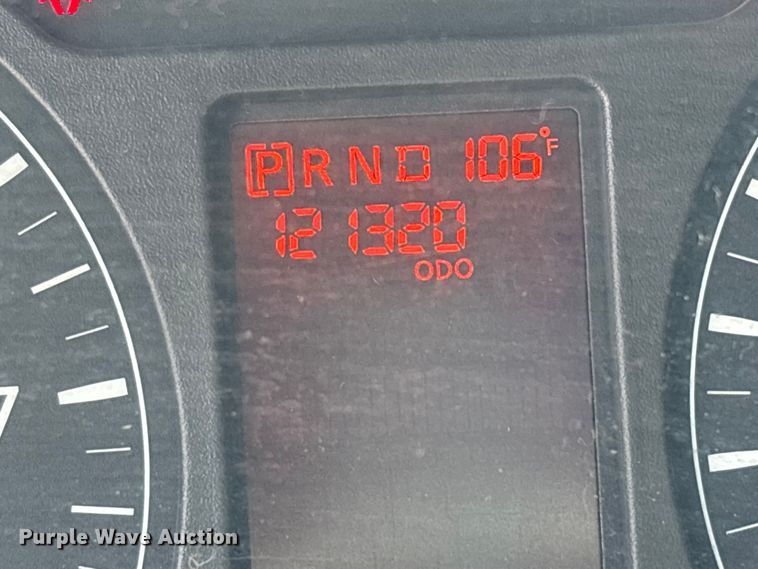 [P] R N D 106°F
121320
ODO
Purple Wave Auction